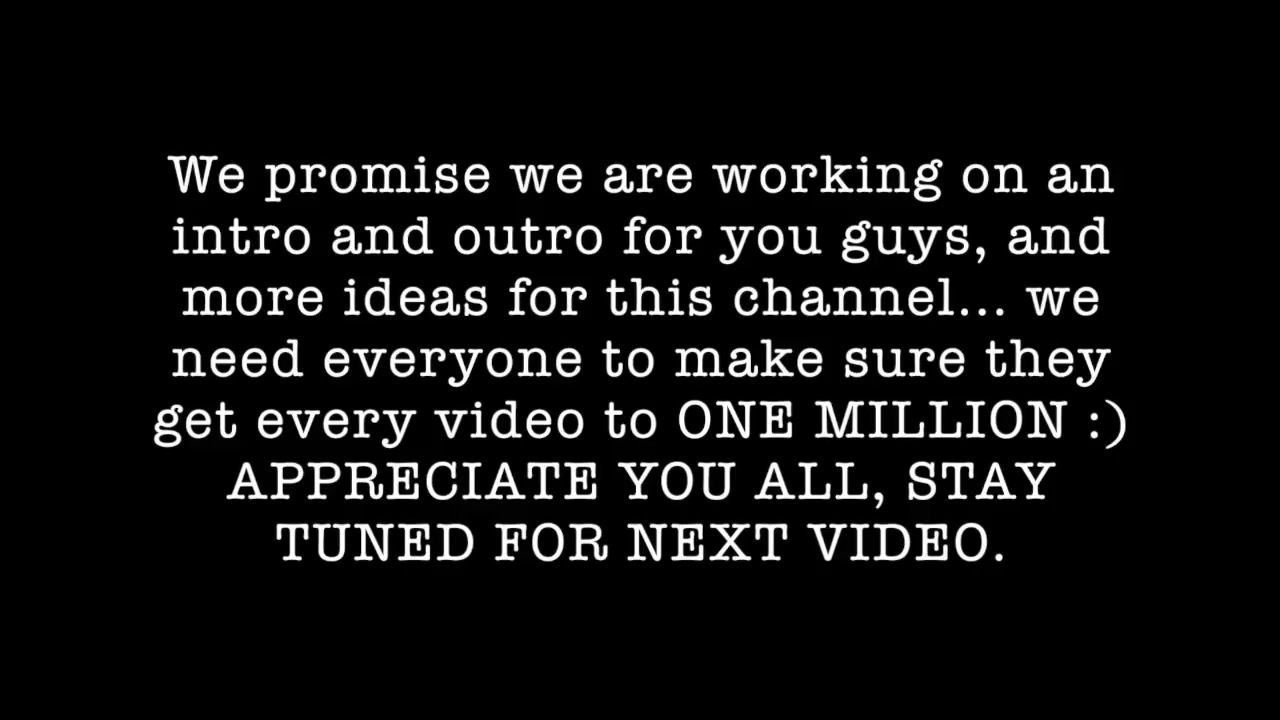 We promise we are working on an
intro and outro for you guys, and
more ideas for this channel... we
need everyone to make sure they
get every video to ONE MILLION :)
APPRECIATE YOU ALL, STAY
TUNED FOR NEXT VIDEO.